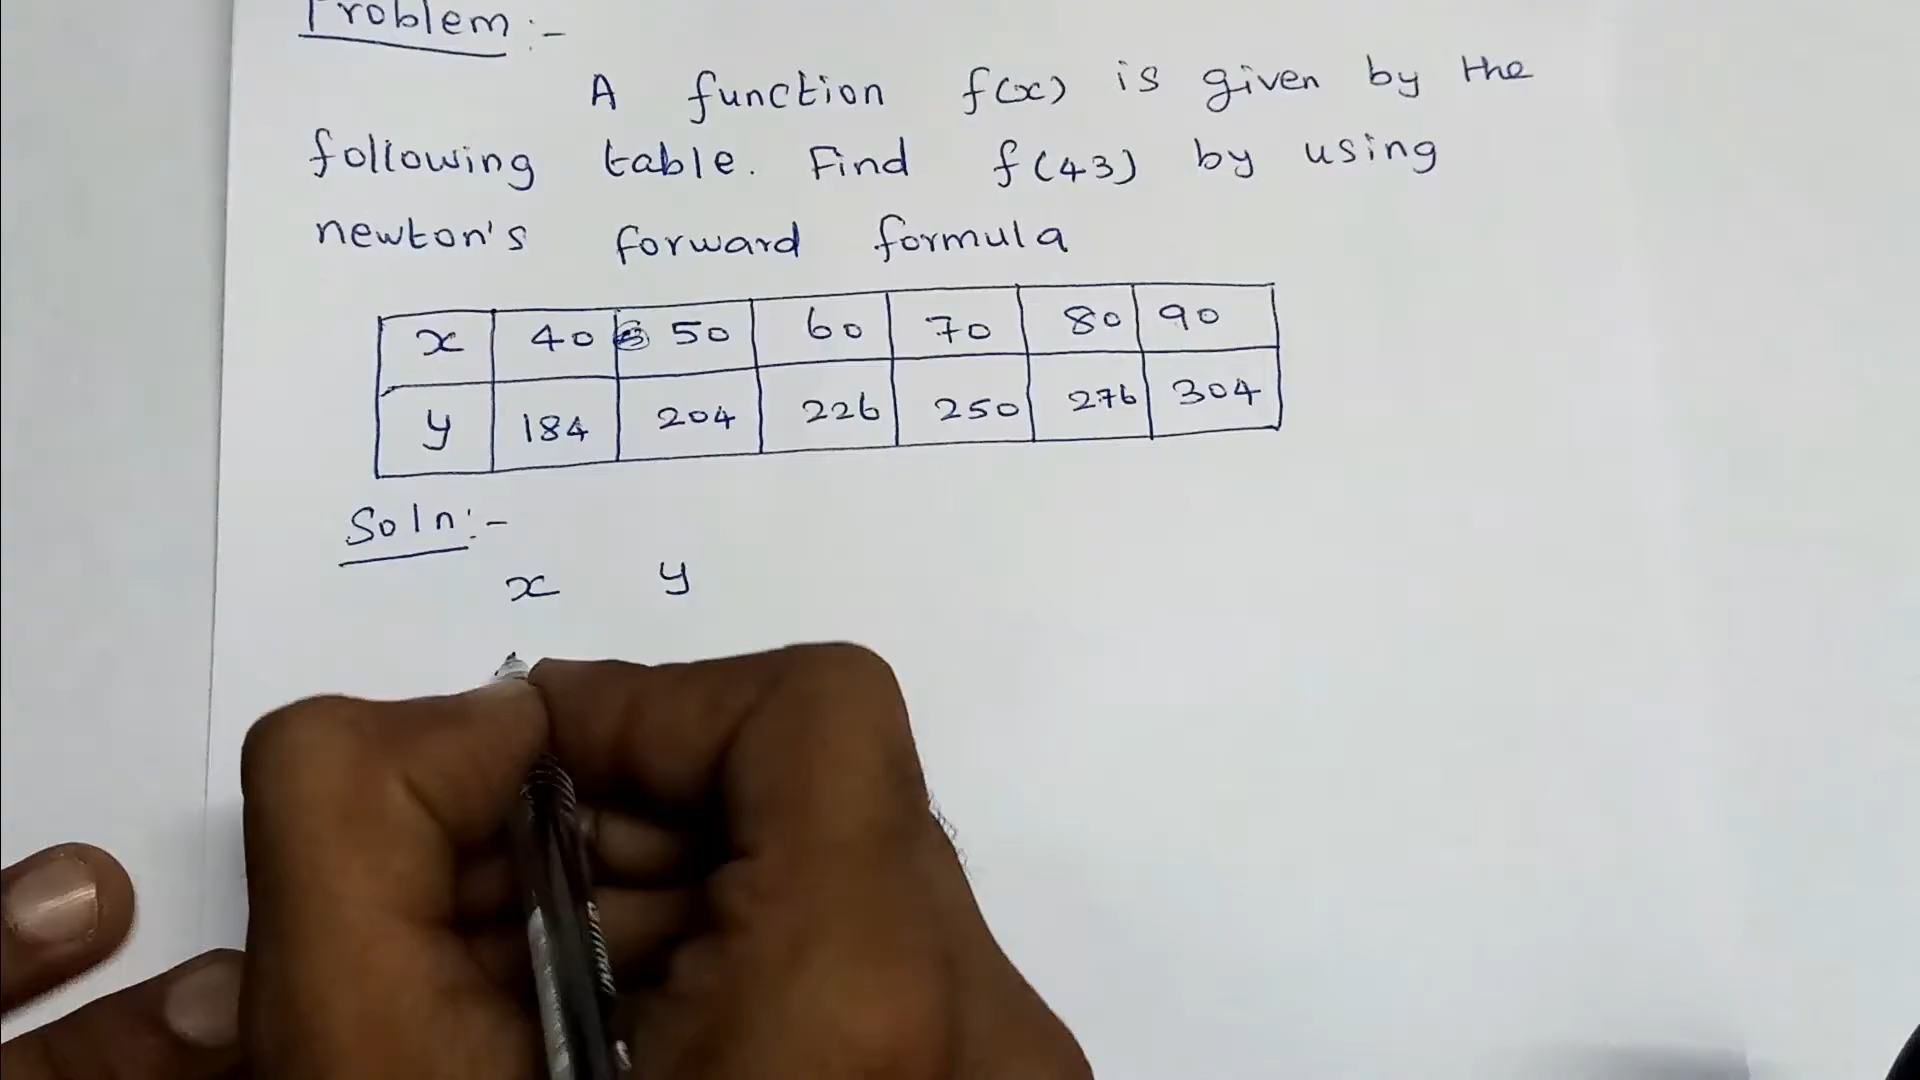 Problem :-
A function f(x) is given by the
following table. Find f(43) by using
newton's forward formula
x 40 50 60 70 80 90
y 184 204 226 250 276 304
Soln:-
x y